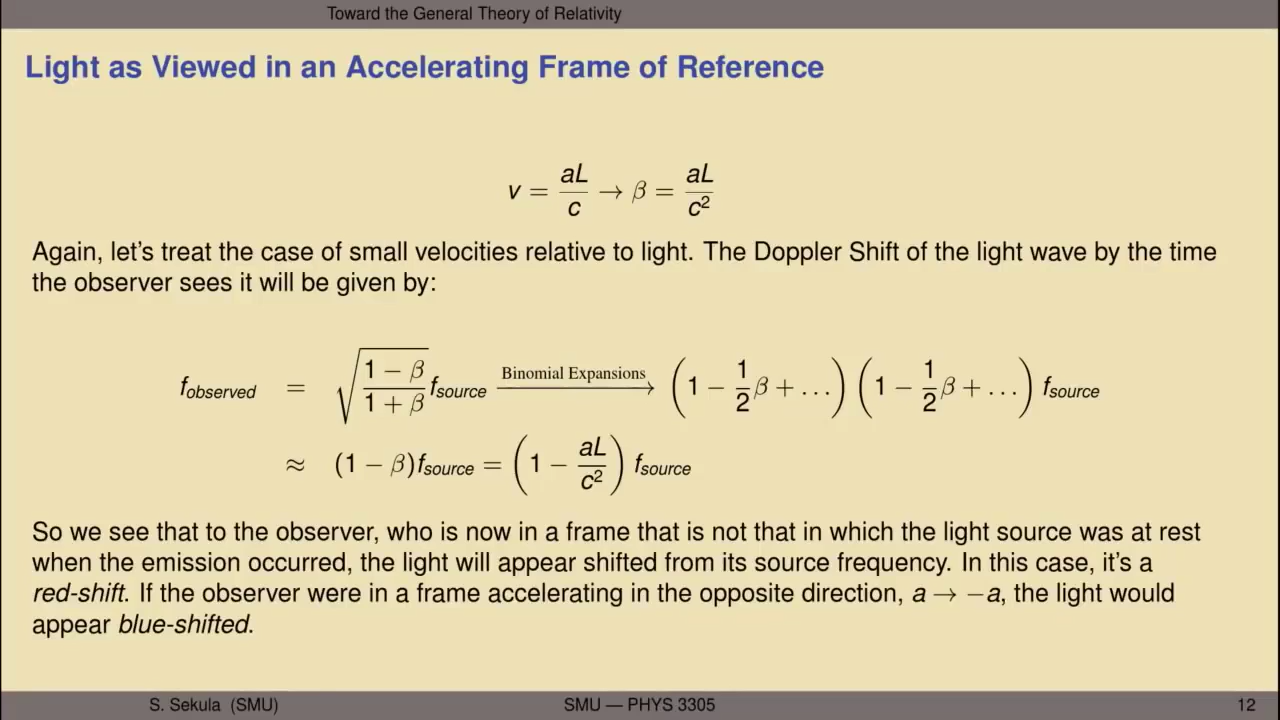 Toward the General Theory of Relativity
Light as Viewed in an Accelerating Frame of Reference
v = aL/c → β = aL/c²
Again, let's treat the case of small velocities relative to light. The Doppler Shift of the light wave by the time
the observer sees it will be given by:
f_observed = √((1 − β)/(1 + β)) f_source Binomial Expansions → (1 − 1/2 β + …) (1 − 1/2 β + …) f_source
≈ (1 − β)f_source = (1 − aL/c²) f_source
So we see that to the observer, who is now in a frame that is not that in which the light source was at rest
when the emission occurred, the light will appear shifted from its source frequency. In this case, it's a
red-shift. If the observer were in a frame accelerating in the opposite direction, a → −a, the light would
appear blue-shifted.
S. Sekula (SMU) SMU — PHYS 3305 12